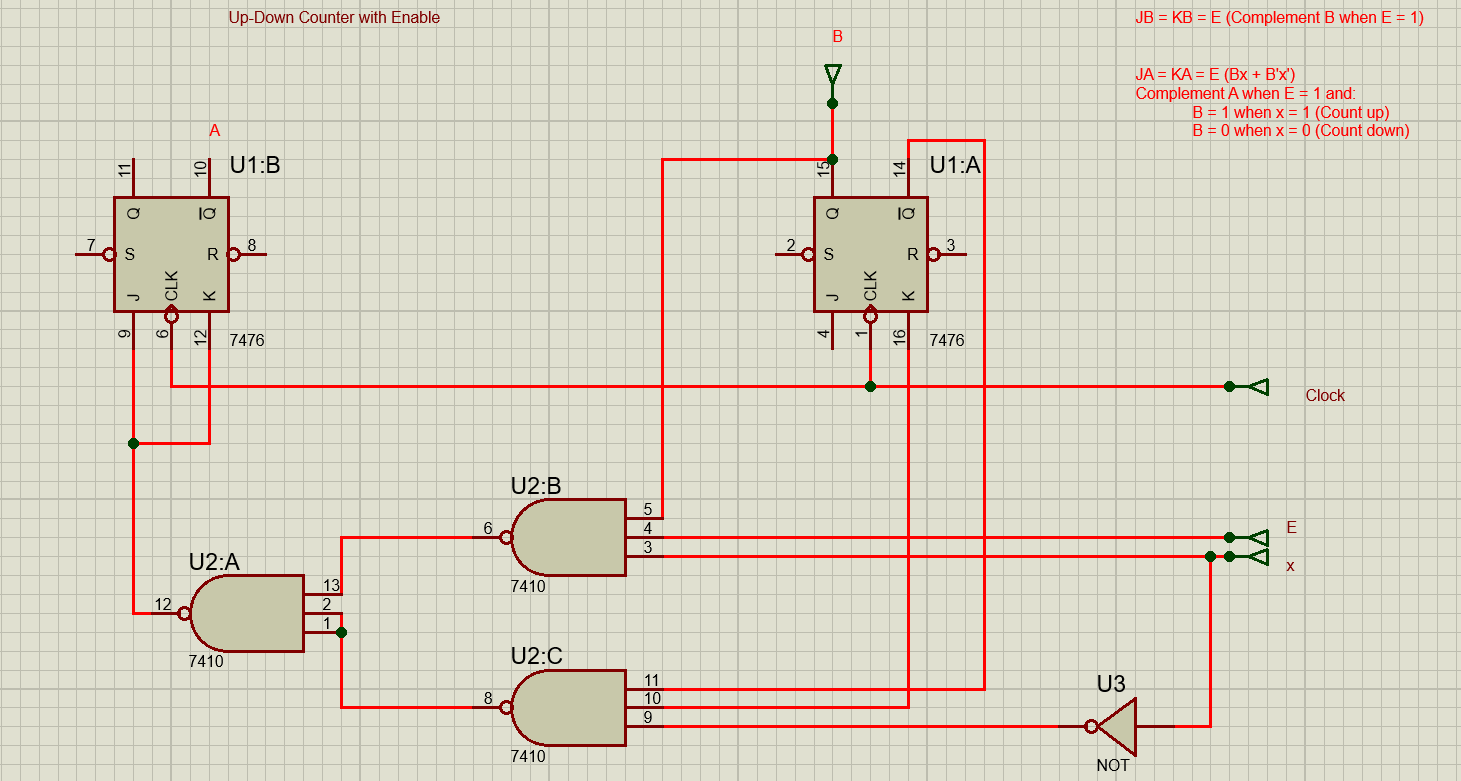 Up-Down Counter with Enable
JB = KB = E (Complement B when E = 1)
B
JA = KA = E (Bx + B'x')
Complement A when E = 1 and:
B = 1 when x = 1 (Count up)
B = 0 when x = 0 (Count down)
A
11
10
U1:B
15
14
U1:A
Q
Q
Q
Q
7
S
R
8
2
S
R
3
J
CLK
K
J
CLK
K
9
6
12
7476
4
1
16
7476
Clock
U2:B
5
6
4
3
7410
E
x
U2:A
13
12
2
1
7410
U2:C
11
8
10
9
7410
U3
NOT